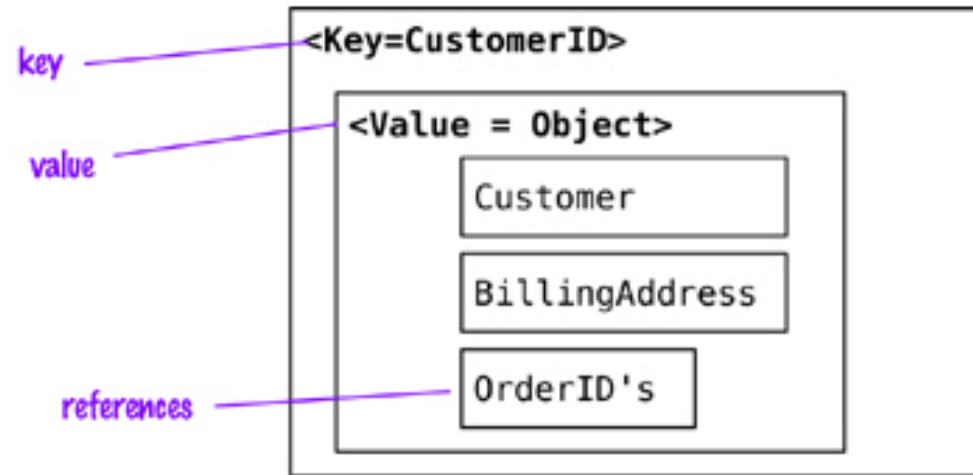 key
<Key=CustomerID>
value
<Value = Object>
Customer
BillingAddress
references
OrderID's